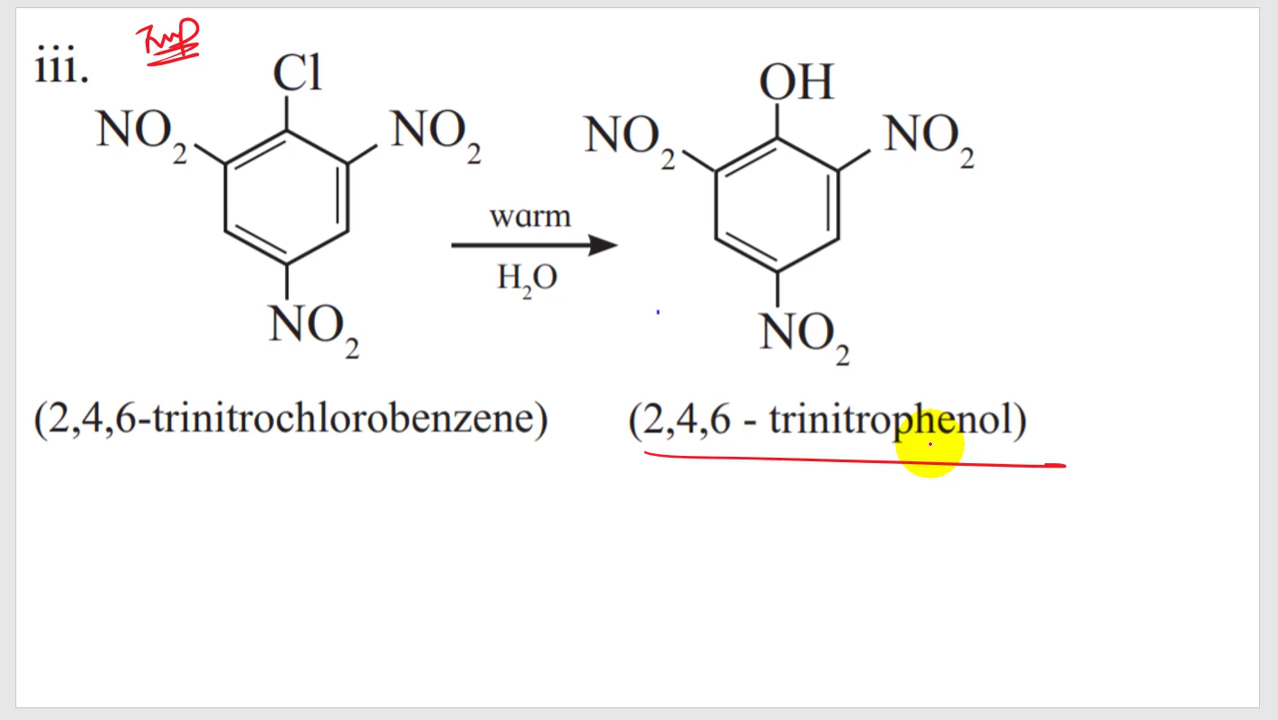 iii. Imp
Cl
NO2
NO2
NO2
warm
H2O
OH
NO2
NO2
NO2
(2,4,6-trinitrochlorobenzene)
(2,4,6 - trinitrophenol)